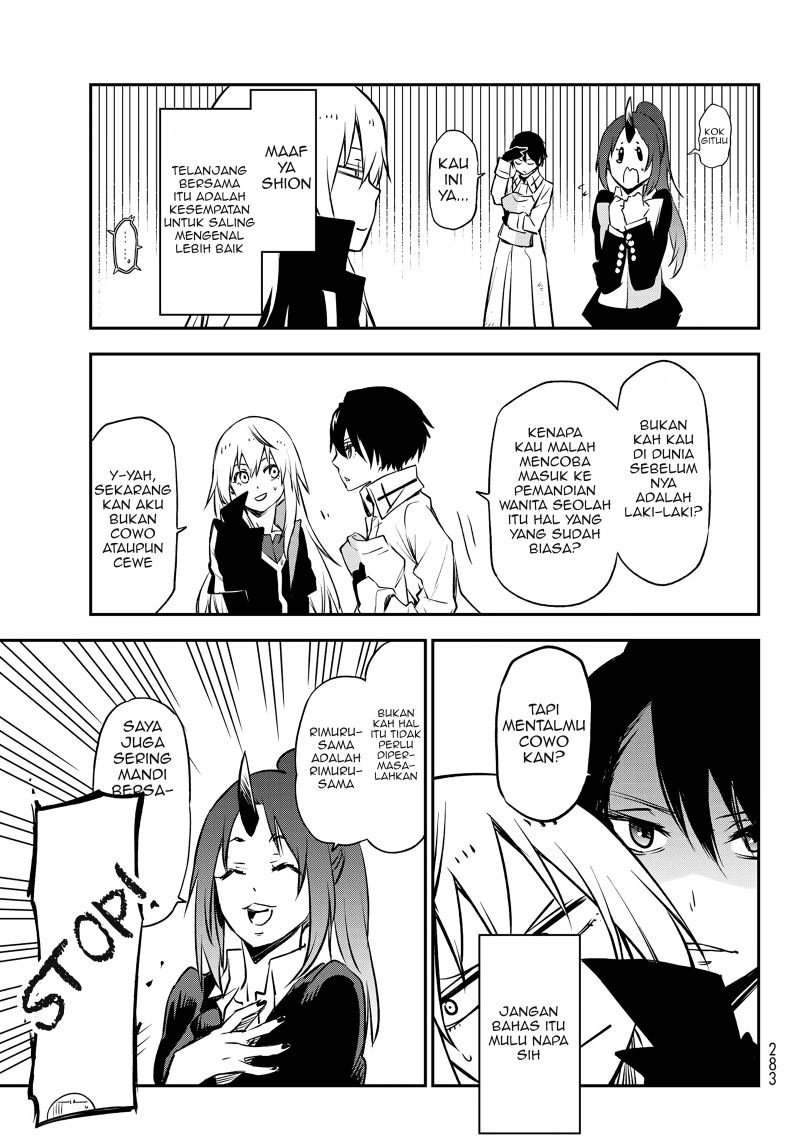 KOK
GITUU
KAU
INI
YA...
MAAF
YA
SHION
TELANJANG
BERSAMA
ITU ADALAH
KESEMPATAN
UNTUK SALING
MENGENAL
LEBIH BAIK
......
BUKAN
KAH KAU
DI DUNIA
SEBELUM
NYA
ADALAH
LAKI-LAKI?
KENAPA
KAU MALAH
MENCOBA
MASUK KE
PEMANDIAN
WANITA SEOLAH
ITU HAL YANG
YANG SUDAH
BIASA?
Y-YAH,
SEKARANG
KAN AKU
BUKAN
COWO
ATAUPUN
CEWE
TAPI
MENTALMU
COWO
KAN?
JANGAN
BAHAS ITU
MULU NAPA
SIH
BUKAN
KAH HAL
ITU TIDAK
PERLU
DIPER-
MASA-
LAHKAN
RIMURU-
SAMA
ADALAH
RIMURU-
SAMA
SAYA
JUGA
SERING
MANDI
BERSA-
STOP!
283